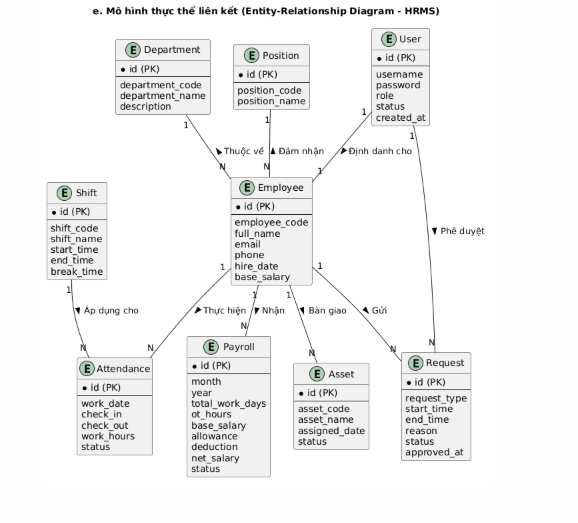 e. Mô hình thực thể liên kết (Entity-Relationship Diagram - HRMS)
E Department
id (PK)
department_code
department_name
description
E Position
id (PK)
position_code
position_name
E User
id (PK)
username
password
role
status
created_at
1
1
1
1
Thuộc về
Đảm nhận
Định danh cho
N
N
1
E Shift
id (PK)
shift_code
shift_name
start_time
end_time
break_time
E Employee
id (PK)
employee_code
full_name
email
phone
hire_date
base_salary
Phê duyệt
1
1
1
1
1
Áp dụng cho
Thực hiện
Nhận
Bàn giao
Gửi
N
N
N
N
N
N
E Attendance
id (PK)
work_date
check_in
check_out
work_hours
status
E Payroll
id (PK)
month
year
total_work_days
ot_hours
base_salary
allowance
deduction
net_salary
status
E Asset
id (PK)
asset_code
asset_name
assigned_date
status
E Request
id (PK)
request_type
start_time
end_time
reason
status
approved_at